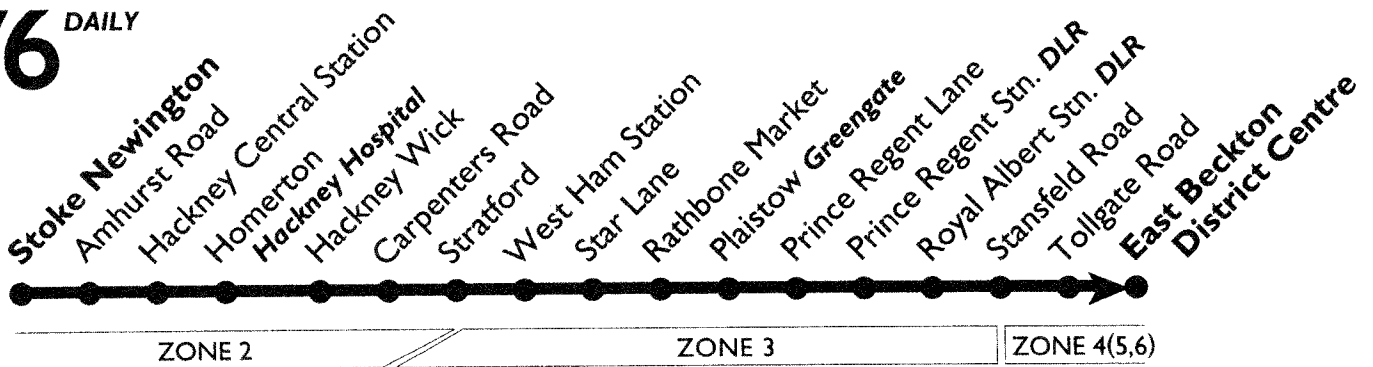 6 DAILY
Stoke Newington
Amhurst Road
Hackney Central Station
Homerton
Hackney Hospital
Hackney Wick
Carpenters Road
Stratford
West Ham Station
Star Lane
Rathbone Market
Plaistow Greengate
Prince Regent Lane
Prince Regent Stn. DLR
Royal Albert Stn. DLR
Stansfeld Road
Tollgate Road
East Beckton
District Centre
ZONE 2
ZONE 3
ZONE 4(5,6)